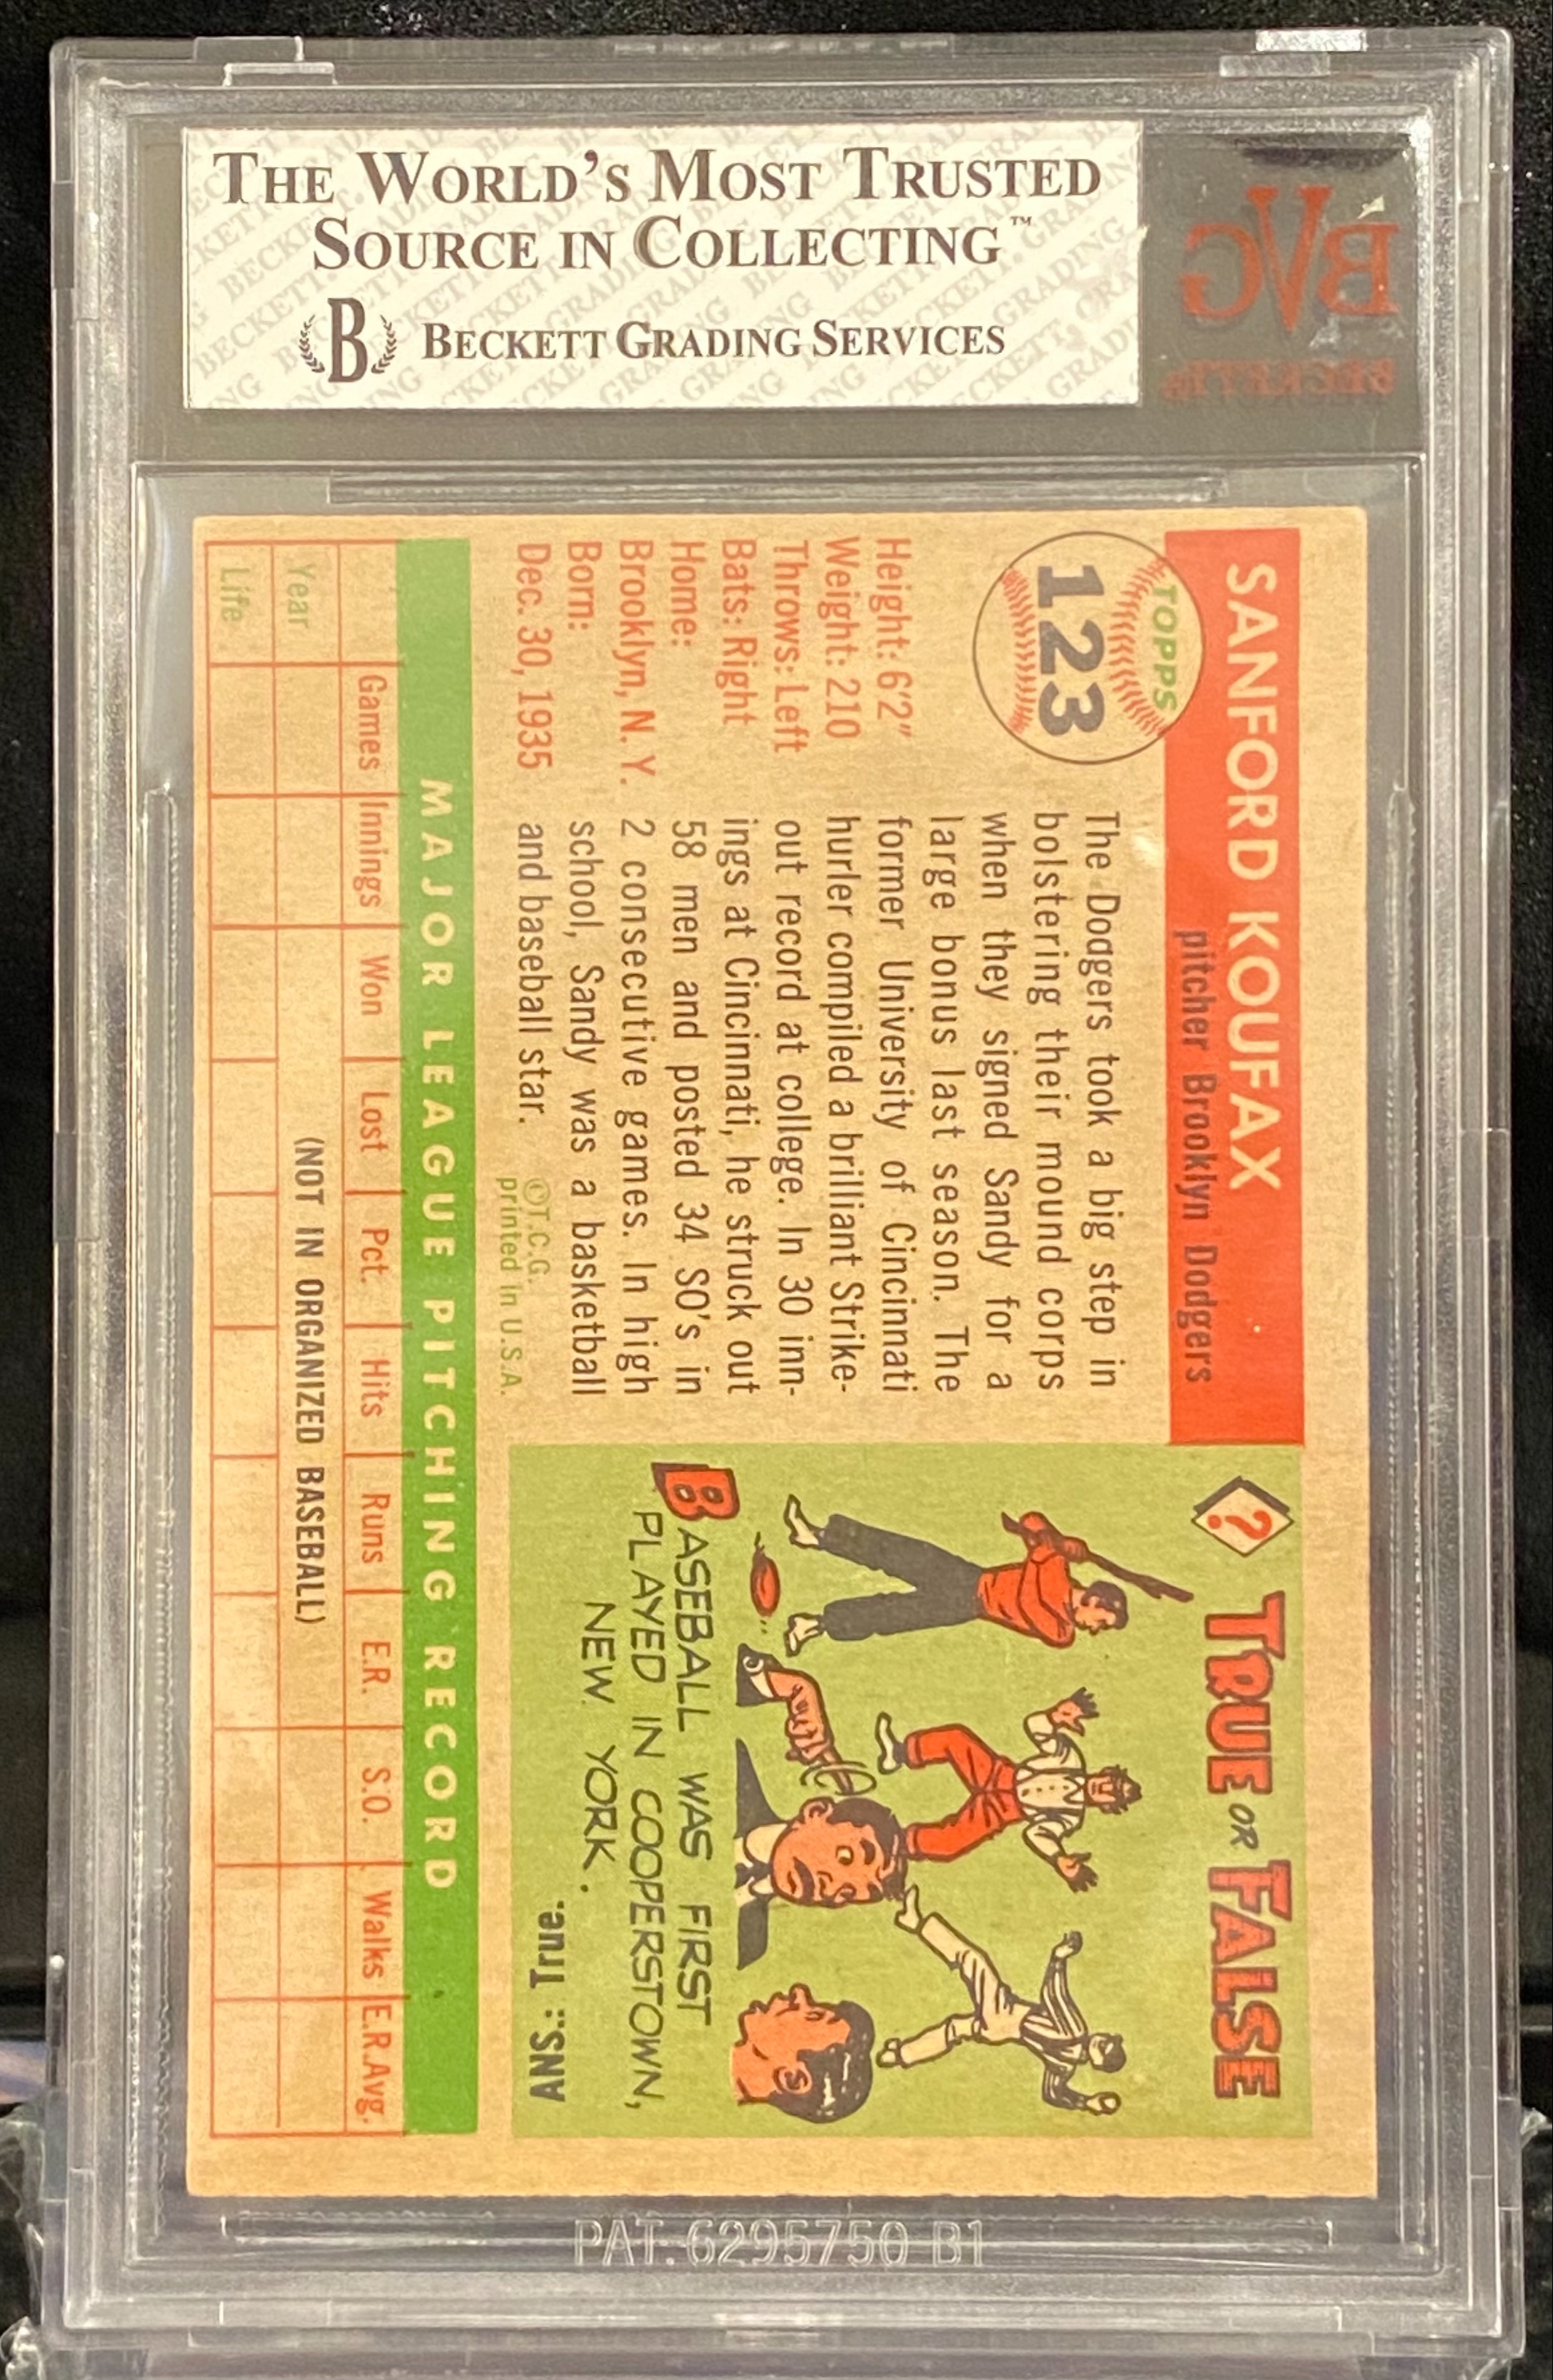 THE WORLD'S MOST TRUSTED
SOURCE IN COLLECTING™
B BECKETT GRADING SERVICES
BVG
BECKETT
SANFORD KOUFAX
pitcher Brooklyn Dodgers
TOPPS
123
Height: 6'2"
Weight: 210
Throws: Left
Bats: Right
Home:
Brooklyn, N. Y.
Born:
Dec. 30, 1935
The Dodgers took a big step in
bolstering their mound corps
when they signed Sandy for a
large bonus last season. The
former University of Cincinnati
hurler compiled a brilliant Strike-
out record at college. In 30 inn-
ings at Cincinnati, he struck out
58 men and posted 34 SO's in
2 consecutive games. In high
school, Sandy was a basketball
and baseball star.
©T.C.G.
printed in U.S.A.
? TRUE OR FALSE
BASEBALL WAS FIRST
PLAYED IN COOPERSTOWN,
NEW YORK.
ANS.: True.
MAJOR LEAGUE PITCHING RECORD
Games Innings Won Lost Pct. Hits Runs E.R. S.O. Walks E.R.Avg.
Year
(NOT IN ORGANIZED BASEBALL)
Life
PAT. 6295750 B1